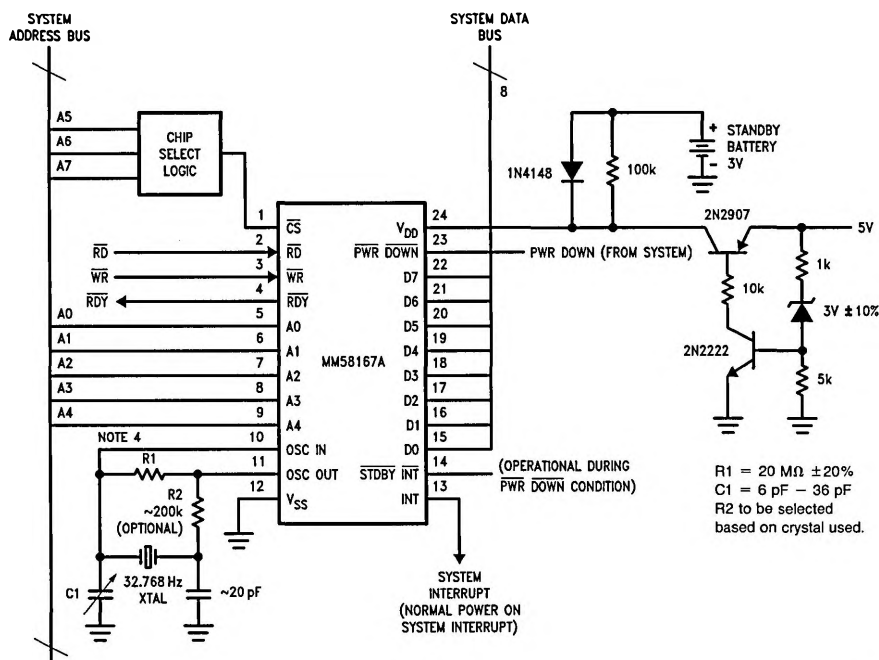 SYSTEM
ADDRESS BUS
SYSTEM DATA
BUS
8
A5
A6
A7
CHIP
SELECT
LOGIC
1N4148
100k
+ STANDBY
BATTERY
- 3V
2N2907
5V
1k
10k
3V ±10%
2N2222
5k
PWR DOWN (FROM SYSTEM)
RD
WR
RDY
A0
A1
A2
A3
A4
1
2
3
4
5
6
7
8
9
10
11
12
CS
RD
WR
RDY
A0
A1
A2
A3
A4
OSC IN
OSC OUT
VSS
MM58167A
VDD
PWR DOWN
D7
D6
D5
D4
D3
D2
D1
D0
STDBY INT
INT
24
23
22
21
20
19
18
17
16
15
14
13
NOTE 4
R1
R2
~200k
(OPTIONAL)
32.768 Hz
XTAL
C1
~20 pF
(OPERATIONAL DURING
PWR DOWN CONDITION)
SYSTEM
INTERRUPT
(NORMAL POWER ON
SYSTEM INTERRUPT)
R1 = 20 MΩ ±20%
C1 = 6 pF – 36 pF
R2 to be selected
based on crystal used.